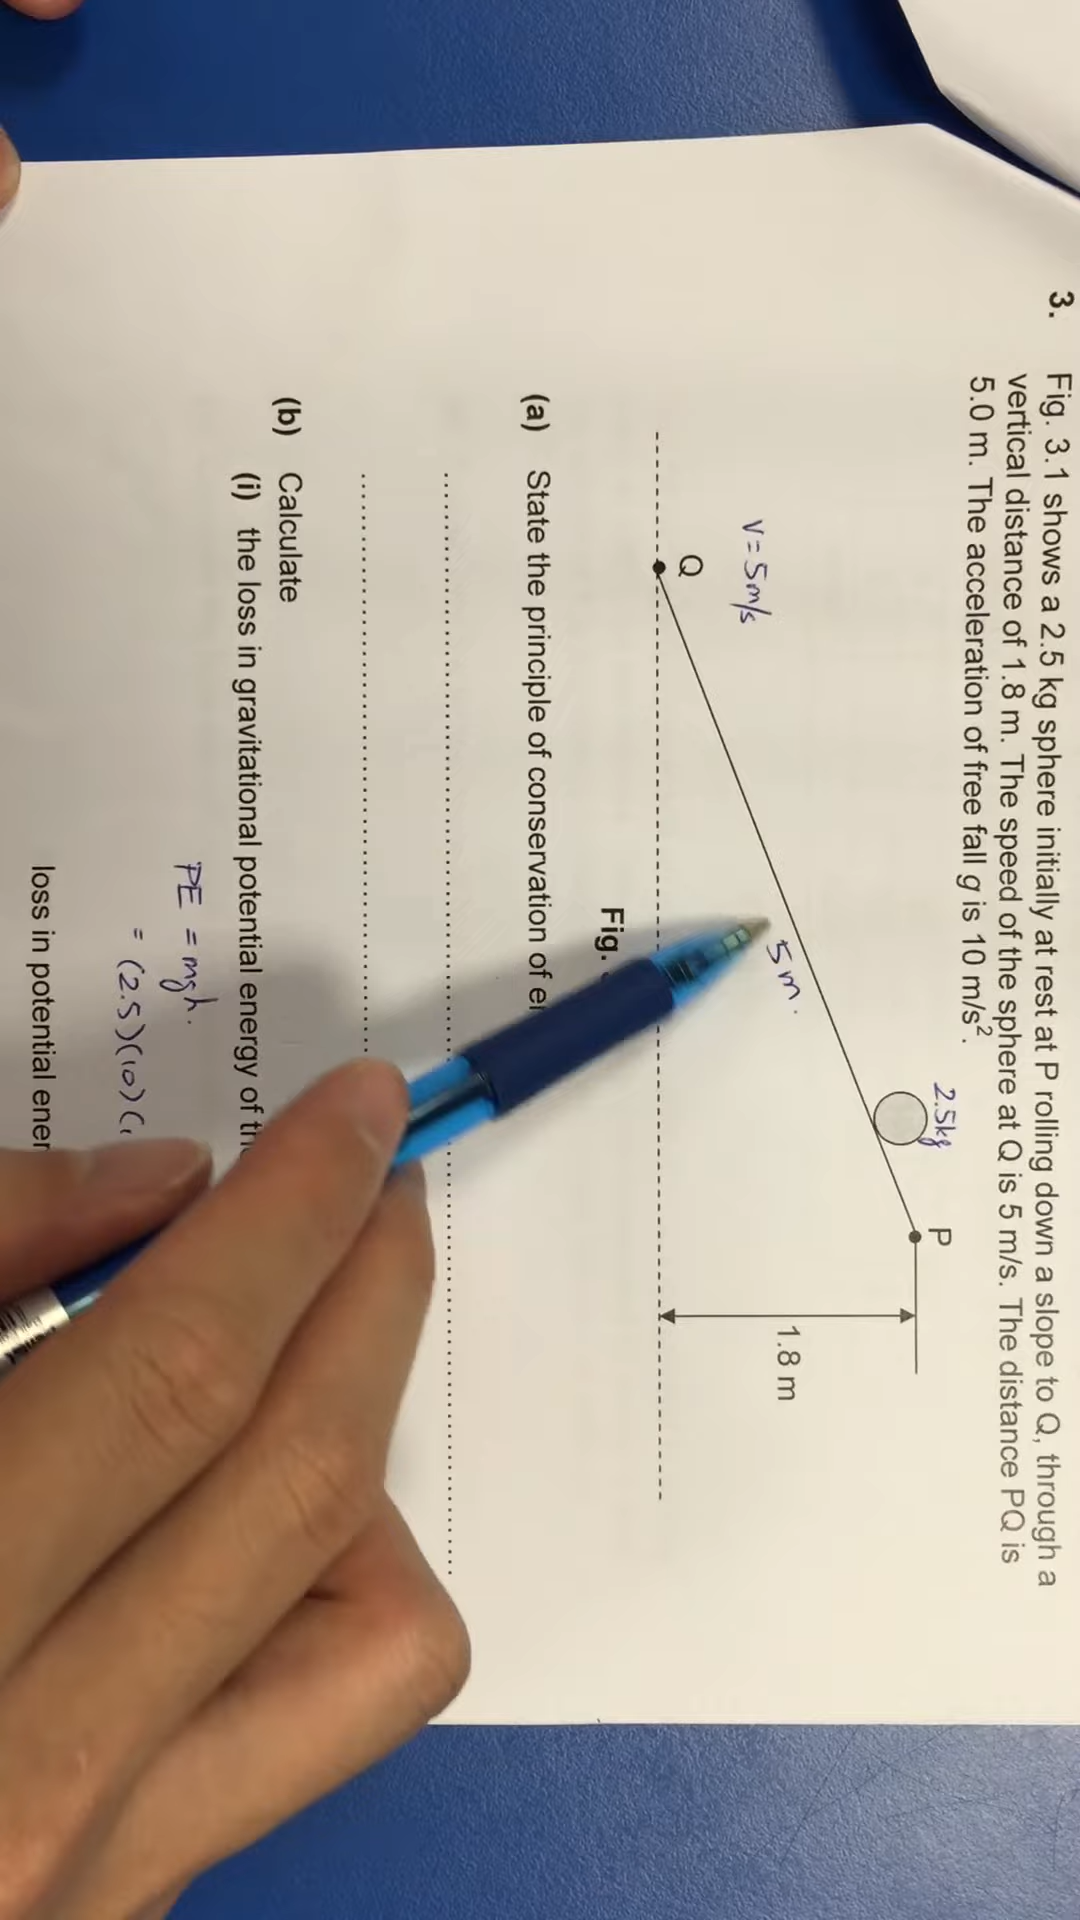 3. Fig. 3.1 shows a 2.5 kg sphere initially at rest at P rolling down a slope to Q, through a
vertical distance of 1.8 m. The speed of the sphere at Q is 5 m/s. The distance PQ is
5.0 m. The acceleration of free fall g is 10 m/s².
2.5kg
P
5m.
1.8 m
v=5m/s
Q
Fig.
(a) State the principle of conservation of
(b) Calculate
(i) the loss in gravitational potential energy of
PE = mgh.
= (2.5)(10)(
loss in potential